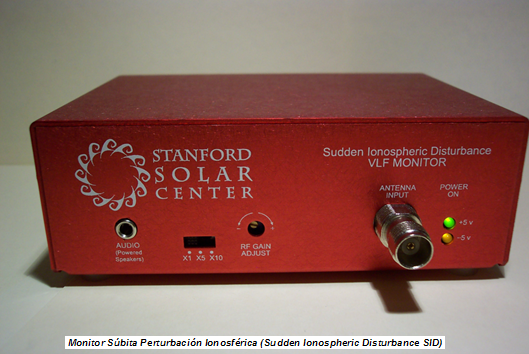 STANFORD
SOLAR
CENTER
Sudden Ionospheric Disturbance
VLF MONITOR
ANTENNA
INPUT
POWER
ON
+5 v
-5 v
AUDIO
(Powered
Speakers)
X1 X5 X10
RF GAIN
ADJUST
Monitor Súbita Perturbación Ionosférica (Sudden Ionospheric Disturbance SID)